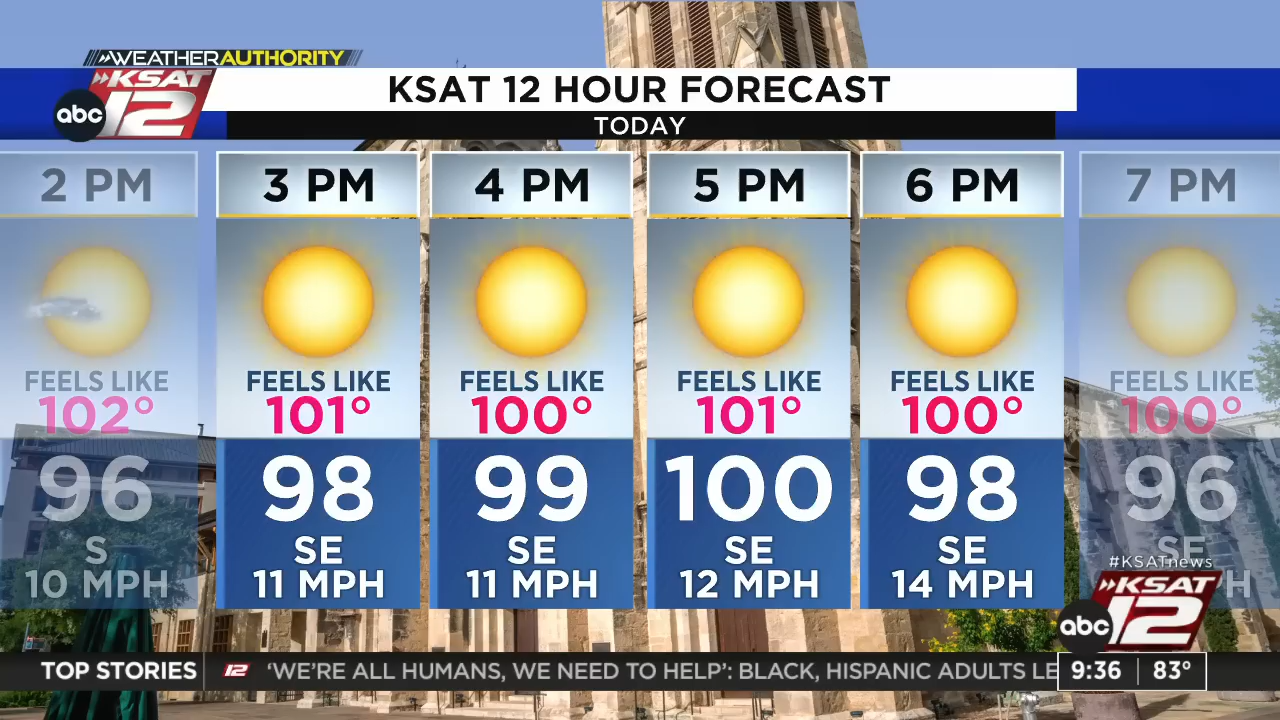 WEATHERAUTHORITY
KSAT
abc 12
KSAT 12 HOUR FORECAST
TODAY
2 PM
FEELS LIKE
102°
96
S
10 MPH
3 PM
FEELS LIKE
101°
98
SE
11 MPH
4 PM
FEELS LIKE
100°
99
SE
11 MPH
5 PM
FEELS LIKE
101°
100
SE
12 MPH
6 PM
FEELS LIKE
100°
98
SE
14 MPH
7 PM
FEELS LIKE
100°
96
SE
#KSATnews
KSAT
abc 12
TOP STORIES 12 ‘WE’RE ALL HUMANS, WE NEED TO HELP’: BLACK, HISPANIC ADULTS LE
9:36 83°